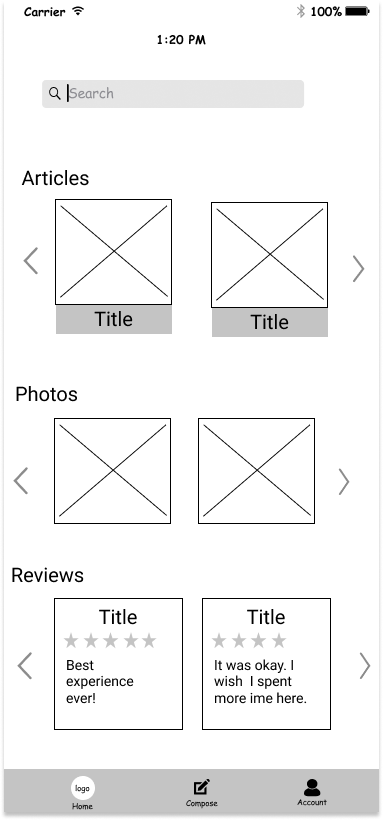 Carrier 100%
1:20 PM
Search
Articles
Title Title
Photos
Reviews
Title Title
Best
experience
ever!
It was okay. I
wish I spent
more ime here.
logo
Home Compose Account